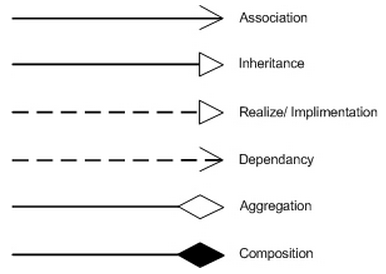 Association
Inheritance
Realize/ Implimentation
Dependancy
Aggregation
Composition